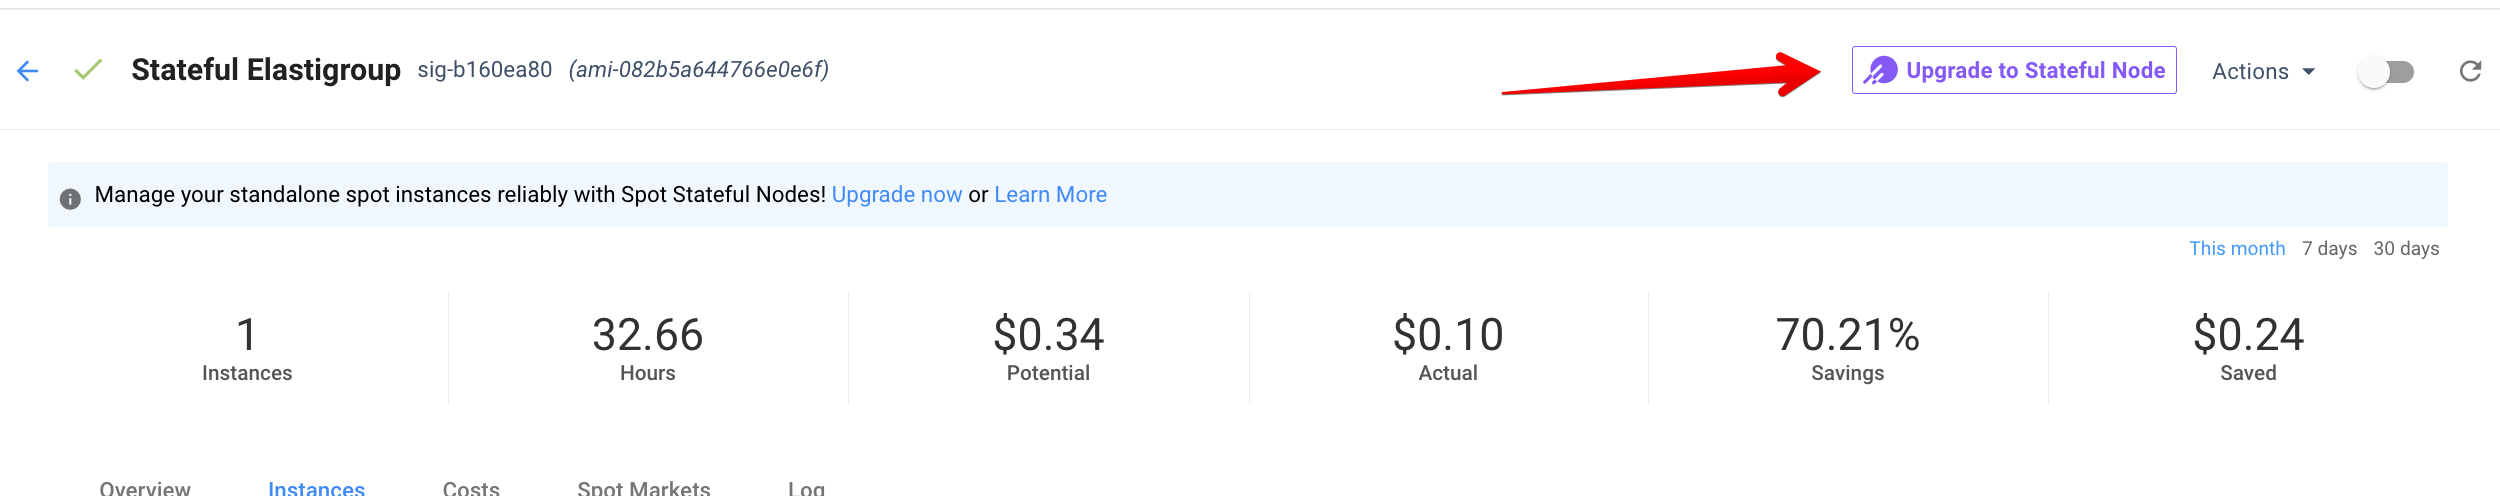 Stateful Elastigroup sig-b160ea80 (ami-082b5a644766e0e6f) Upgrade to Stateful Node Actions
Manage your standalone spot instances reliably with Spot Stateful Nodes! Upgrade now or Learn More
This month 7 days 30 days
1 32.66 $0.34 $0.10 70.21% $0.24
Instances Hours Potential Actual Savings Saved
Overview Instances Costs Spot Markets Log